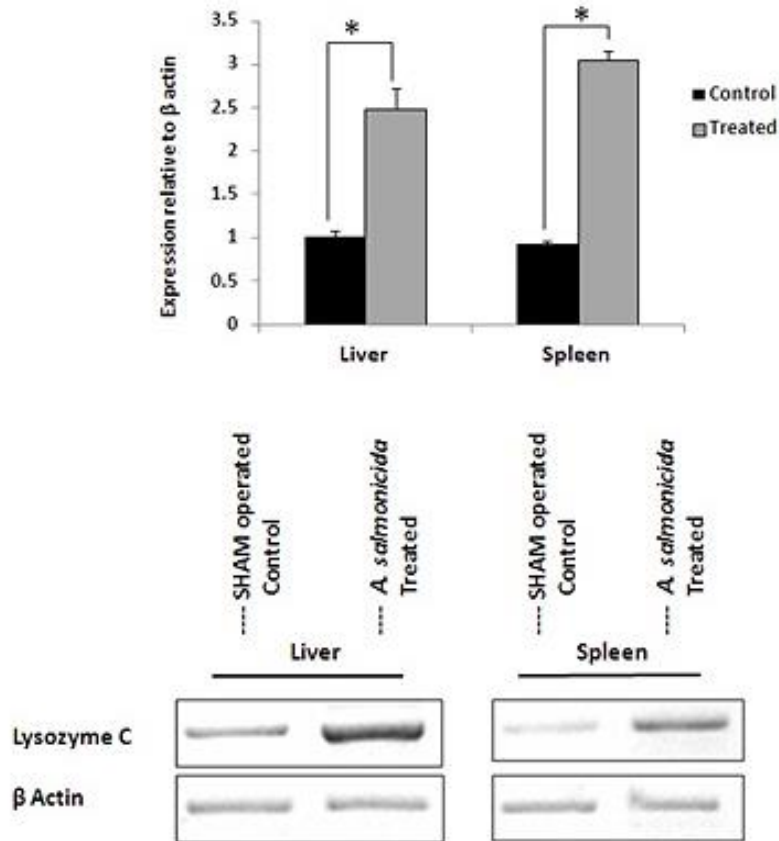 3.5
3
2.5
2
1.5
1
0.5
0
Expression relative to β actin
*
*
Control
Treated
Liver
Spleen
---- SHAM operated
Control
---- A. salmonicida
Treated
---- SHAM operated
Control
---- A. salmonicida
Treated
Liver
Spleen
Lysozyme C
β Actin